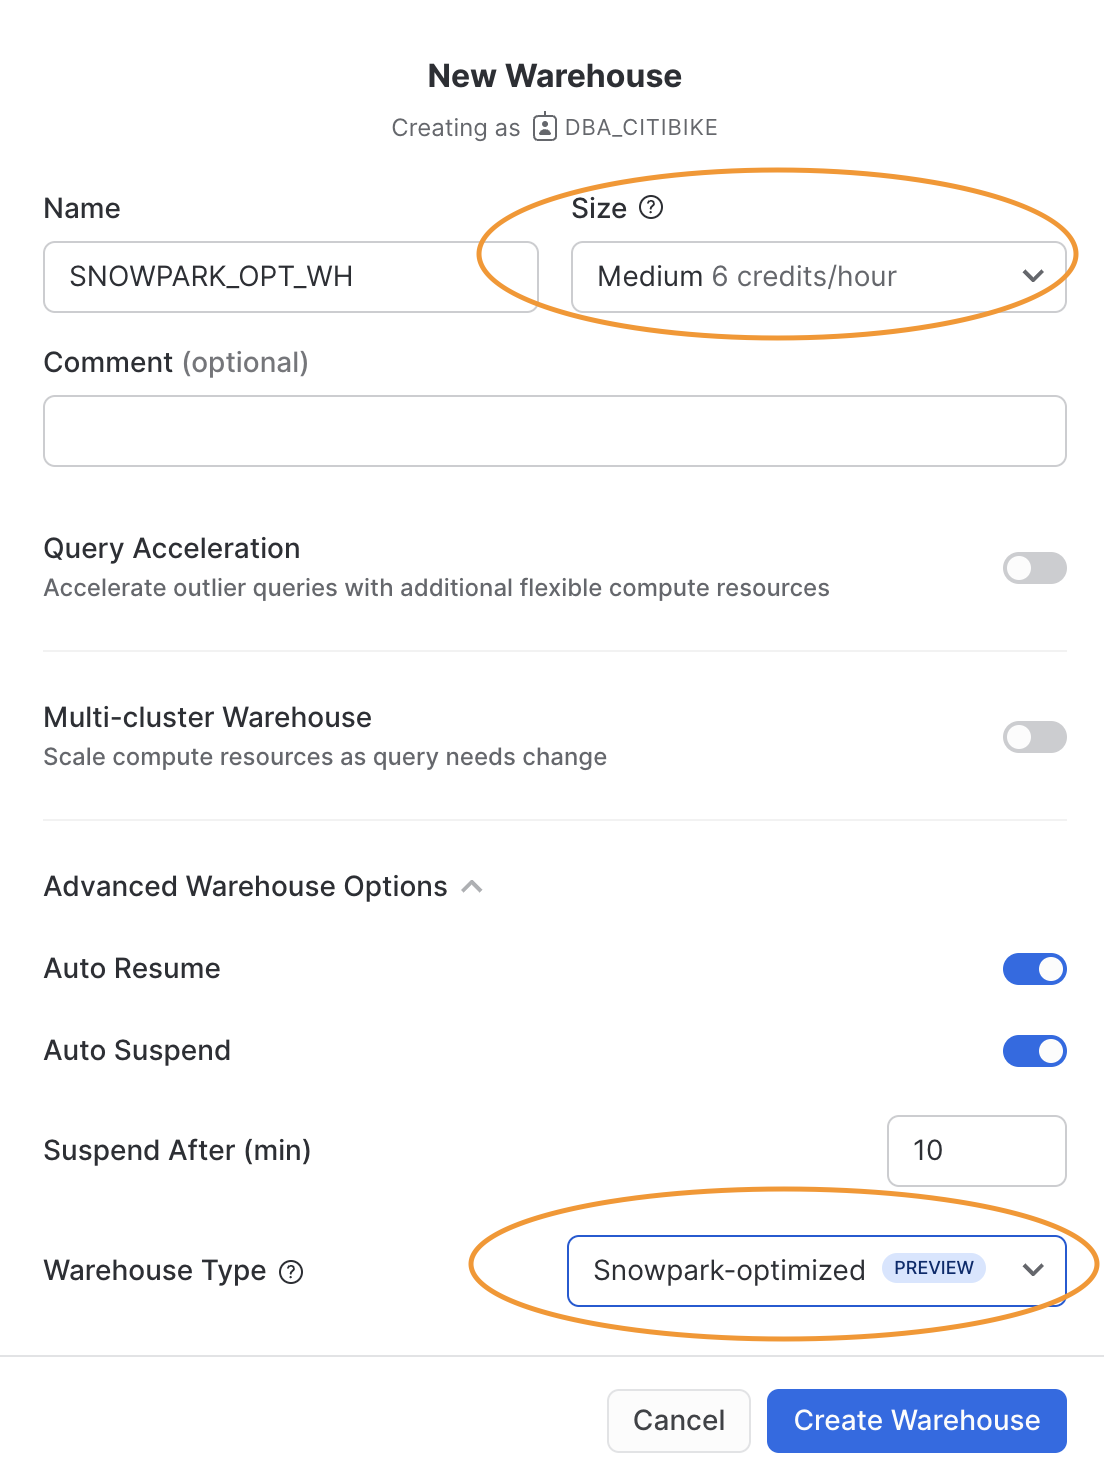 New Warehouse
Creating as DBA_CITIBIKE
Name
Size
SNOWPARK_OPT_WH
Medium 6 credits/hour
Comment (optional)
Query Acceleration
Accelerate outlier queries with additional flexible compute resources
Multi-cluster Warehouse
Scale compute resources as query needs change
Advanced Warehouse Options
Auto Resume
Auto Suspend
Suspend After (min)
10
Warehouse Type
Snowpark-optimized PREVIEW
Cancel
Create Warehouse